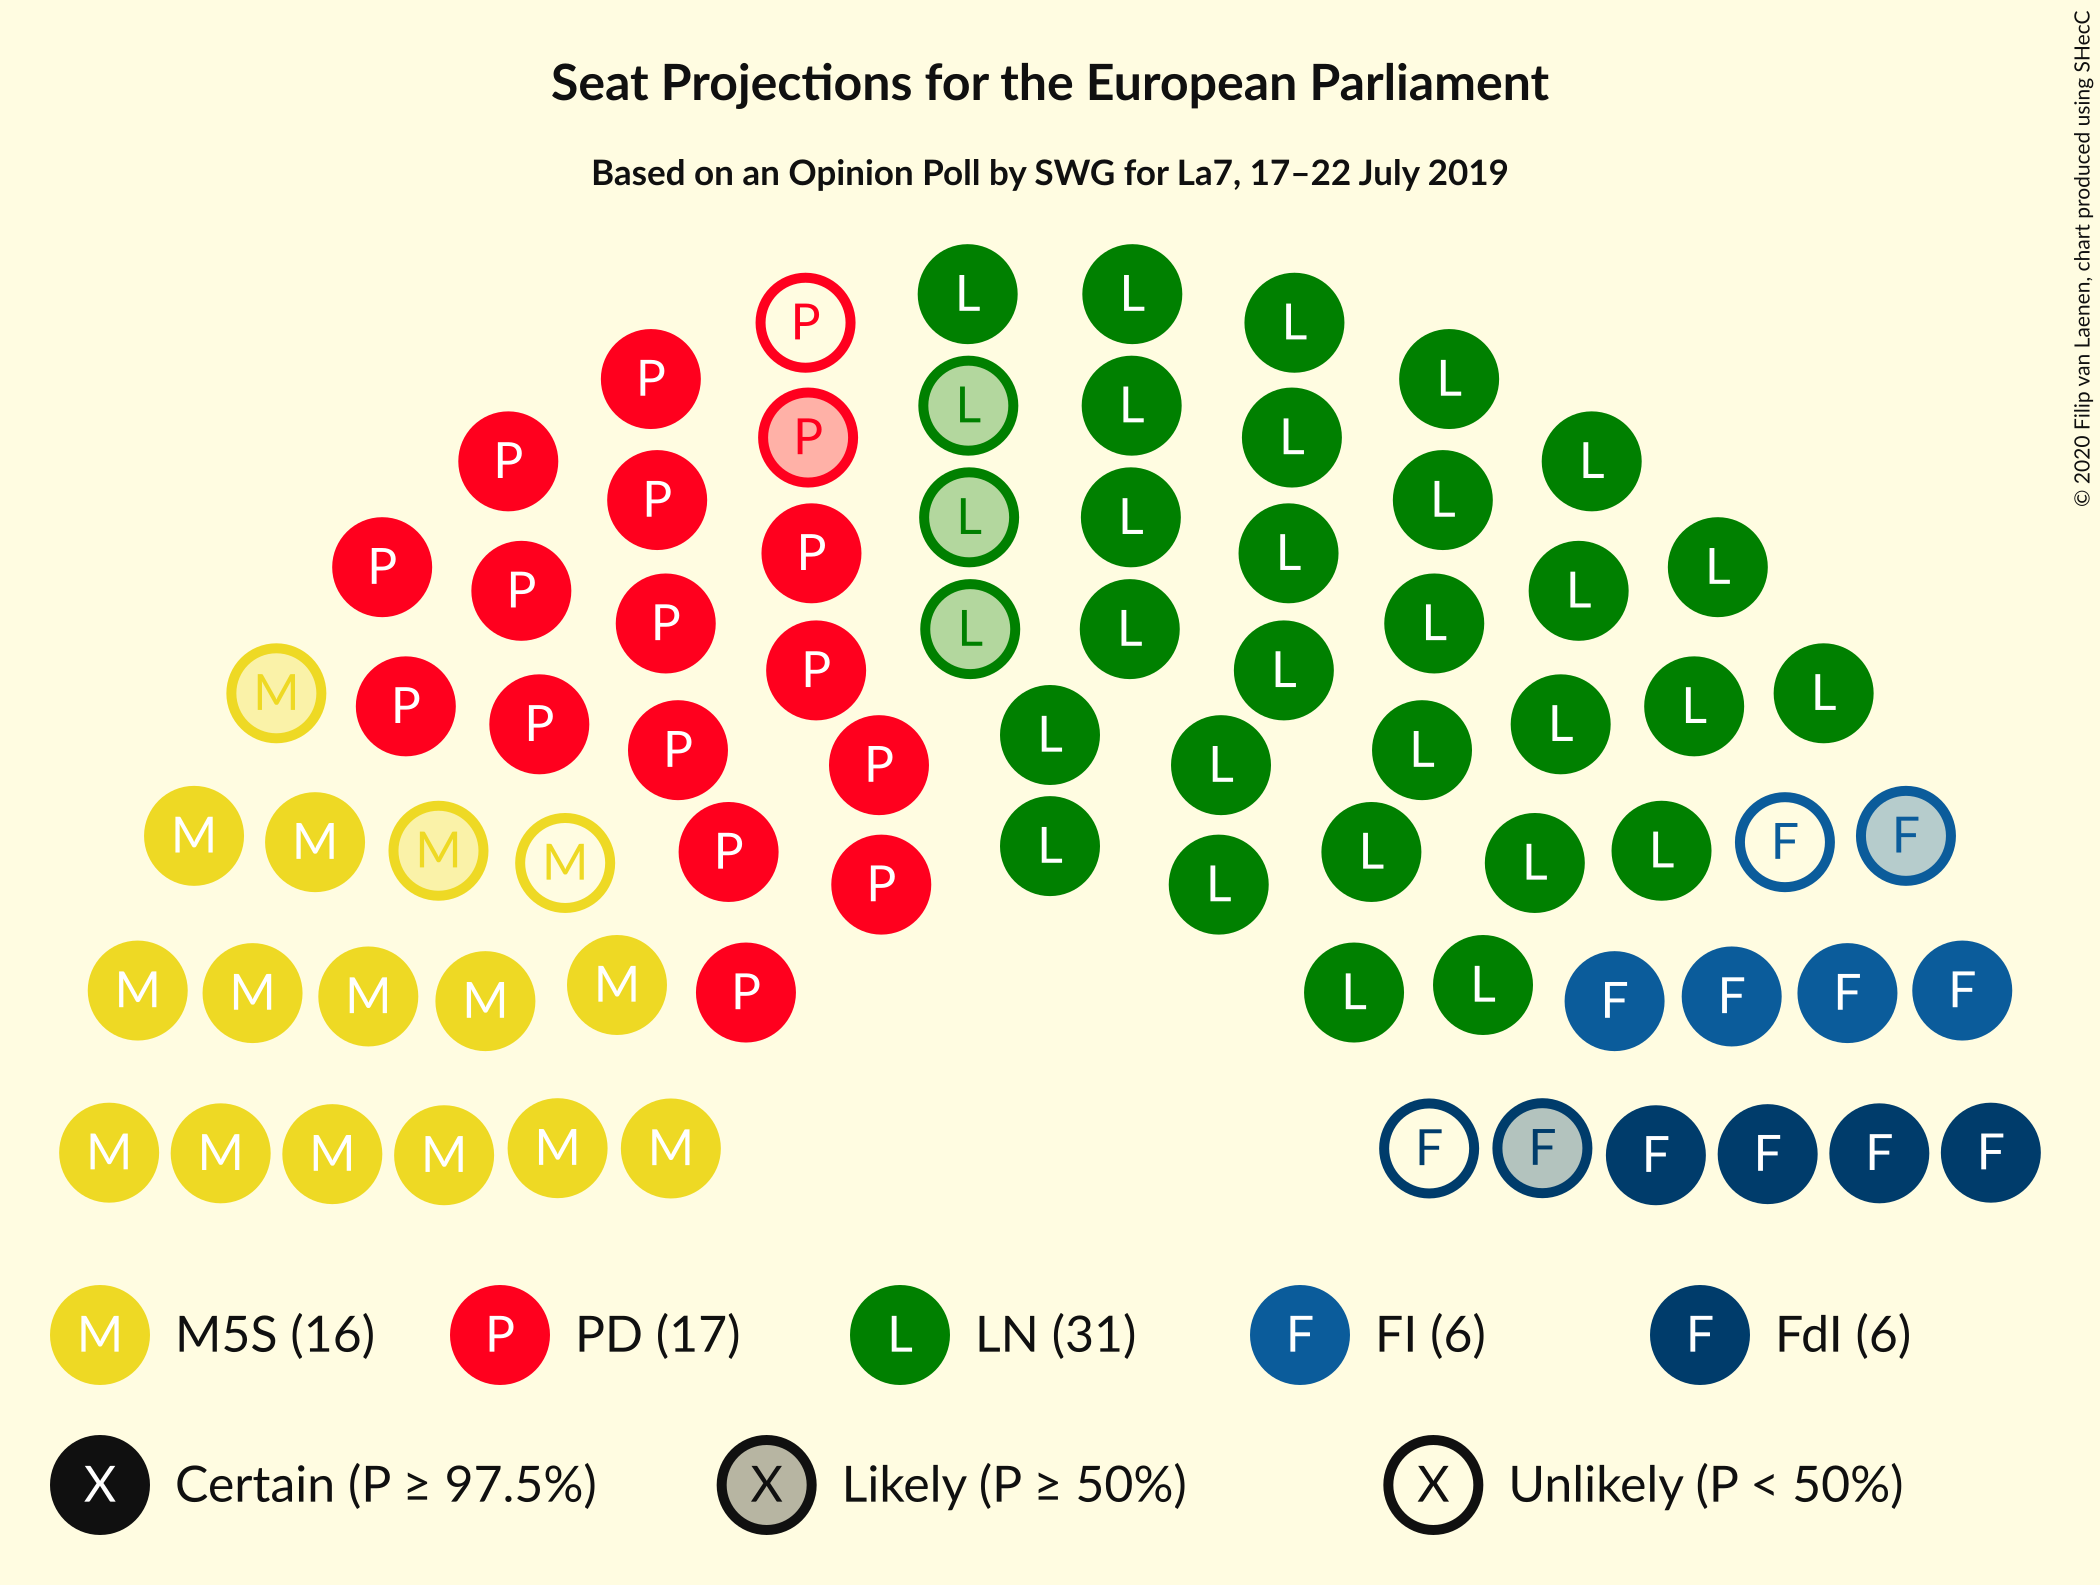 Seat Projections for the European Parliament
Based on an Opinion Poll by SWG for La7, 17–22 July 2019
© 2020 Filip van Laenen, chart produced using SHecC
L L
P L L
P L P L
P L L
P L L
P P L L
P P L L
P L L L
P L L
M P P P L L L L
P L P L
M M M M P P L L L L L F F
M M M M M P L L F F F F
M M M M M M F F F F F F
M M5S (16) P PD (17) L LN (31) F FI (6) F FdI (6)
X Certain (P ≥ 97.5%) X Likely (P ≥ 50%) X Unlikely (P < 50%)